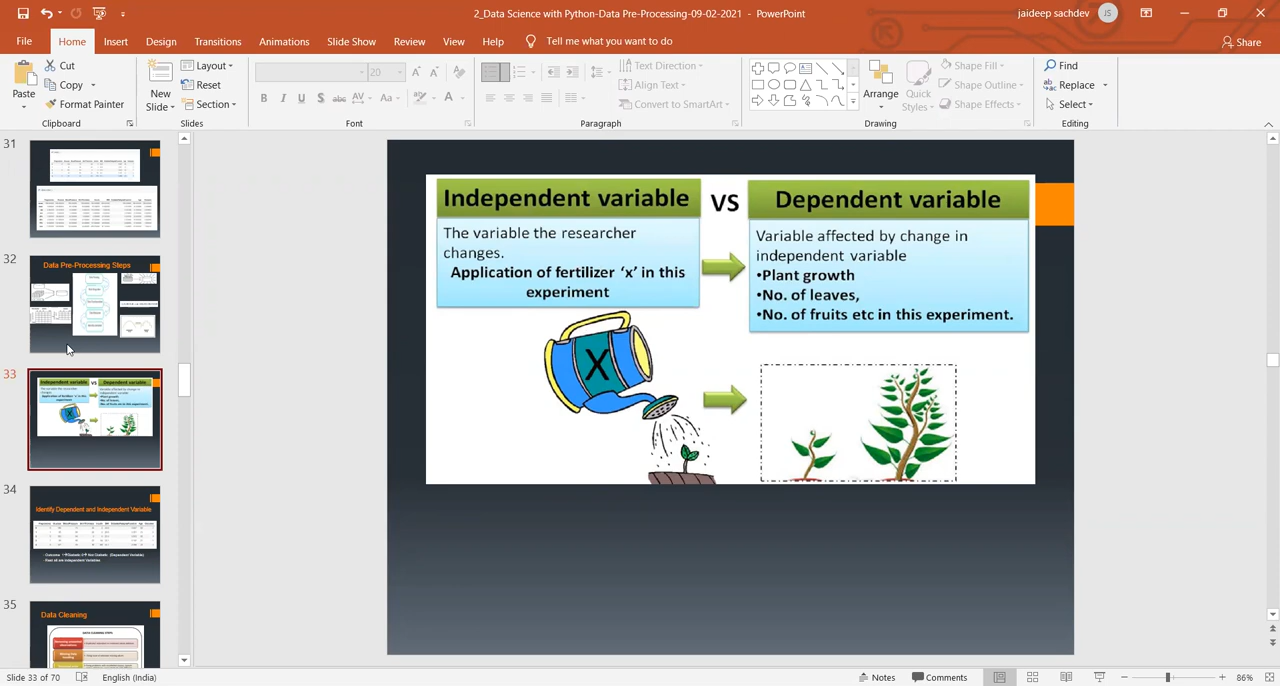 2_Data Science with Python-Data Pre-Processing-09-02-2021 - PowerPoint
jaideep sachdev
JS
File
Home
Insert
Design
Transitions
Animations
Slide Show
Review
View
Help
Tell me what you want to do
Share
Paste
Cut
Copy
Format Painter
Clipboard
New
Slide
Layout
Reset
Section
Slides
20
Font
Text Direction
Align Text
Convert to SmartArt
Paragraph
Arrange
Quick
Styles
Shape Fill
Shape Outline
Shape Effects
Drawing
Find
Replace
Select
Editing
31
32
Data Pre-Processing Steps
33
Independent variable
VS
Dependent variable
34
Identify Dependent and Independent Variable
35
Data Cleaning
DATA CLEANING STEPS
Independent variable
VS
Dependent variable
The variable the researcher
changes.
Application of fertilizer ‘x’ in this
experiment
Variable affected by change in
independent variable
•Plant growth
•No. of leaves,
•No. of fruits etc in this experiment.
X
Slide 33 of 70
English (India)
Notes
Comments
86%